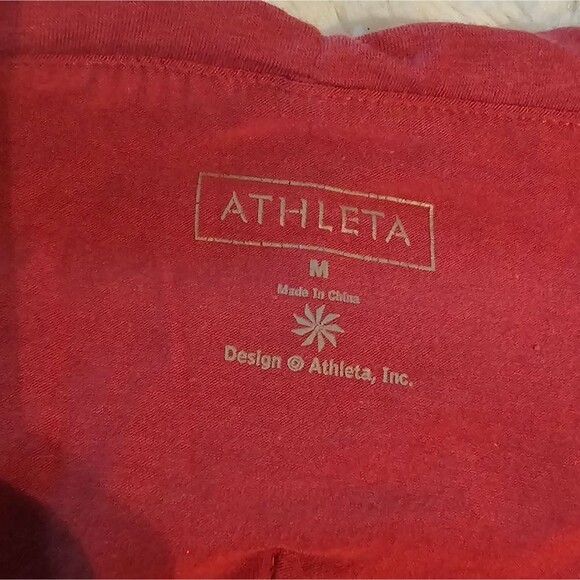 ATHLETA
M
Made In China
Design © Athleta, Inc.